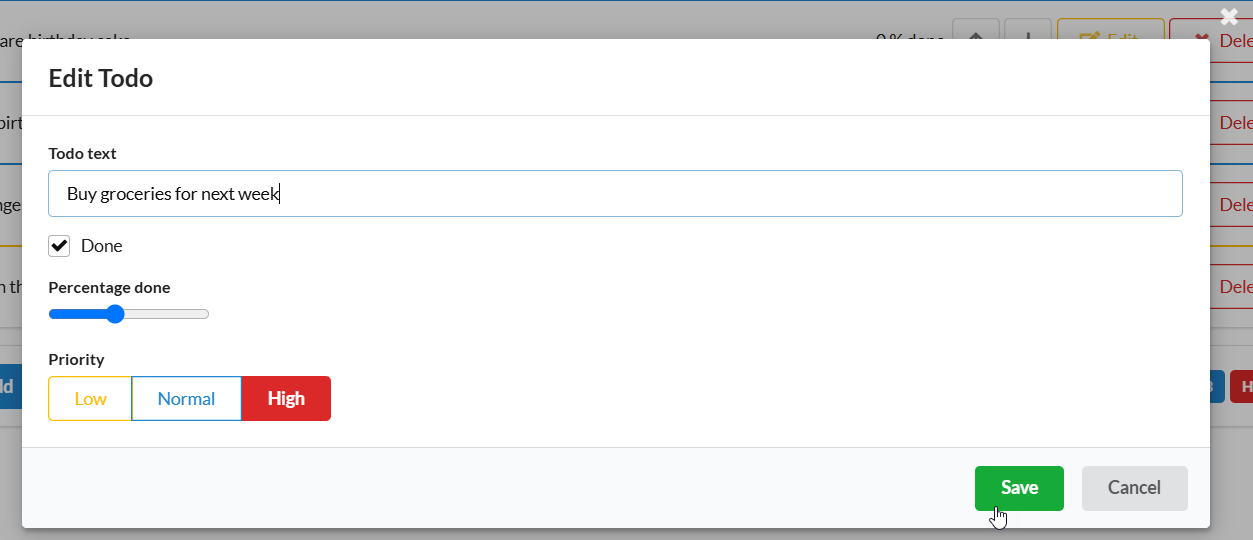 are birthday cake 0 % done Edit Dele
Edit Todo
birt Dele
Todo text
Buy groceries for next week
nge Dele
Done
Percentage done
n th Dele
Priority
Low Normal High
ld H
Save Cancel